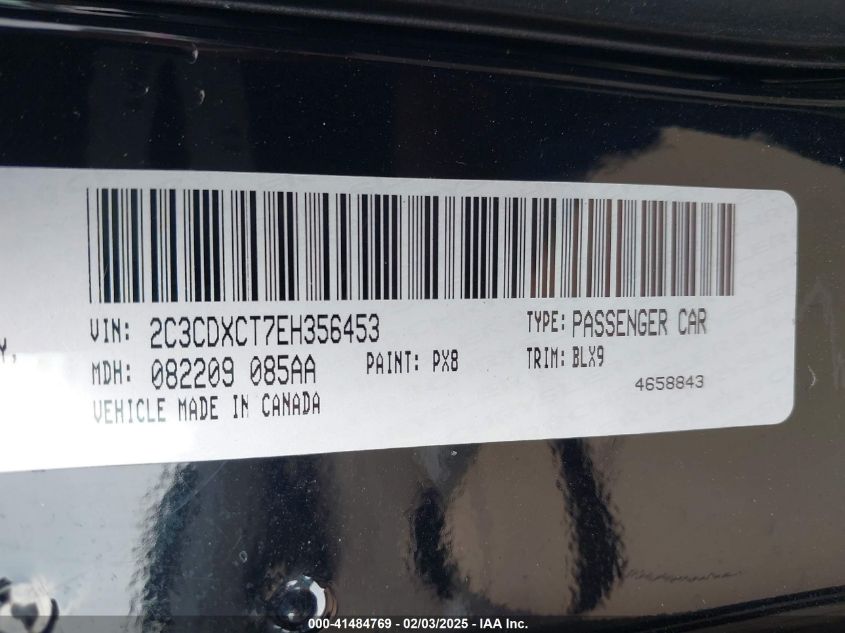 VIN: 2C3CDXCT7EH356453 TYPE: PASSENGER CAR
Y, MDH: 082209 085AA PAINT: PX8 TRIM: BLX9
4658843
VEHICLE MADE IN CANADA
000-41484769 - 02/03/2025 - IAA Inc.